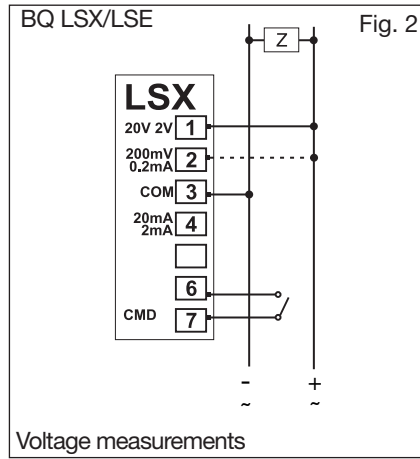 BQ LSX/LSE
Fig. 2
Z
LSX
20V 2V 1
200mV
0.2mA 2
COM 3
20mA
2mA 4
6
CMD 7
- +
~ ~
Voltage measurements